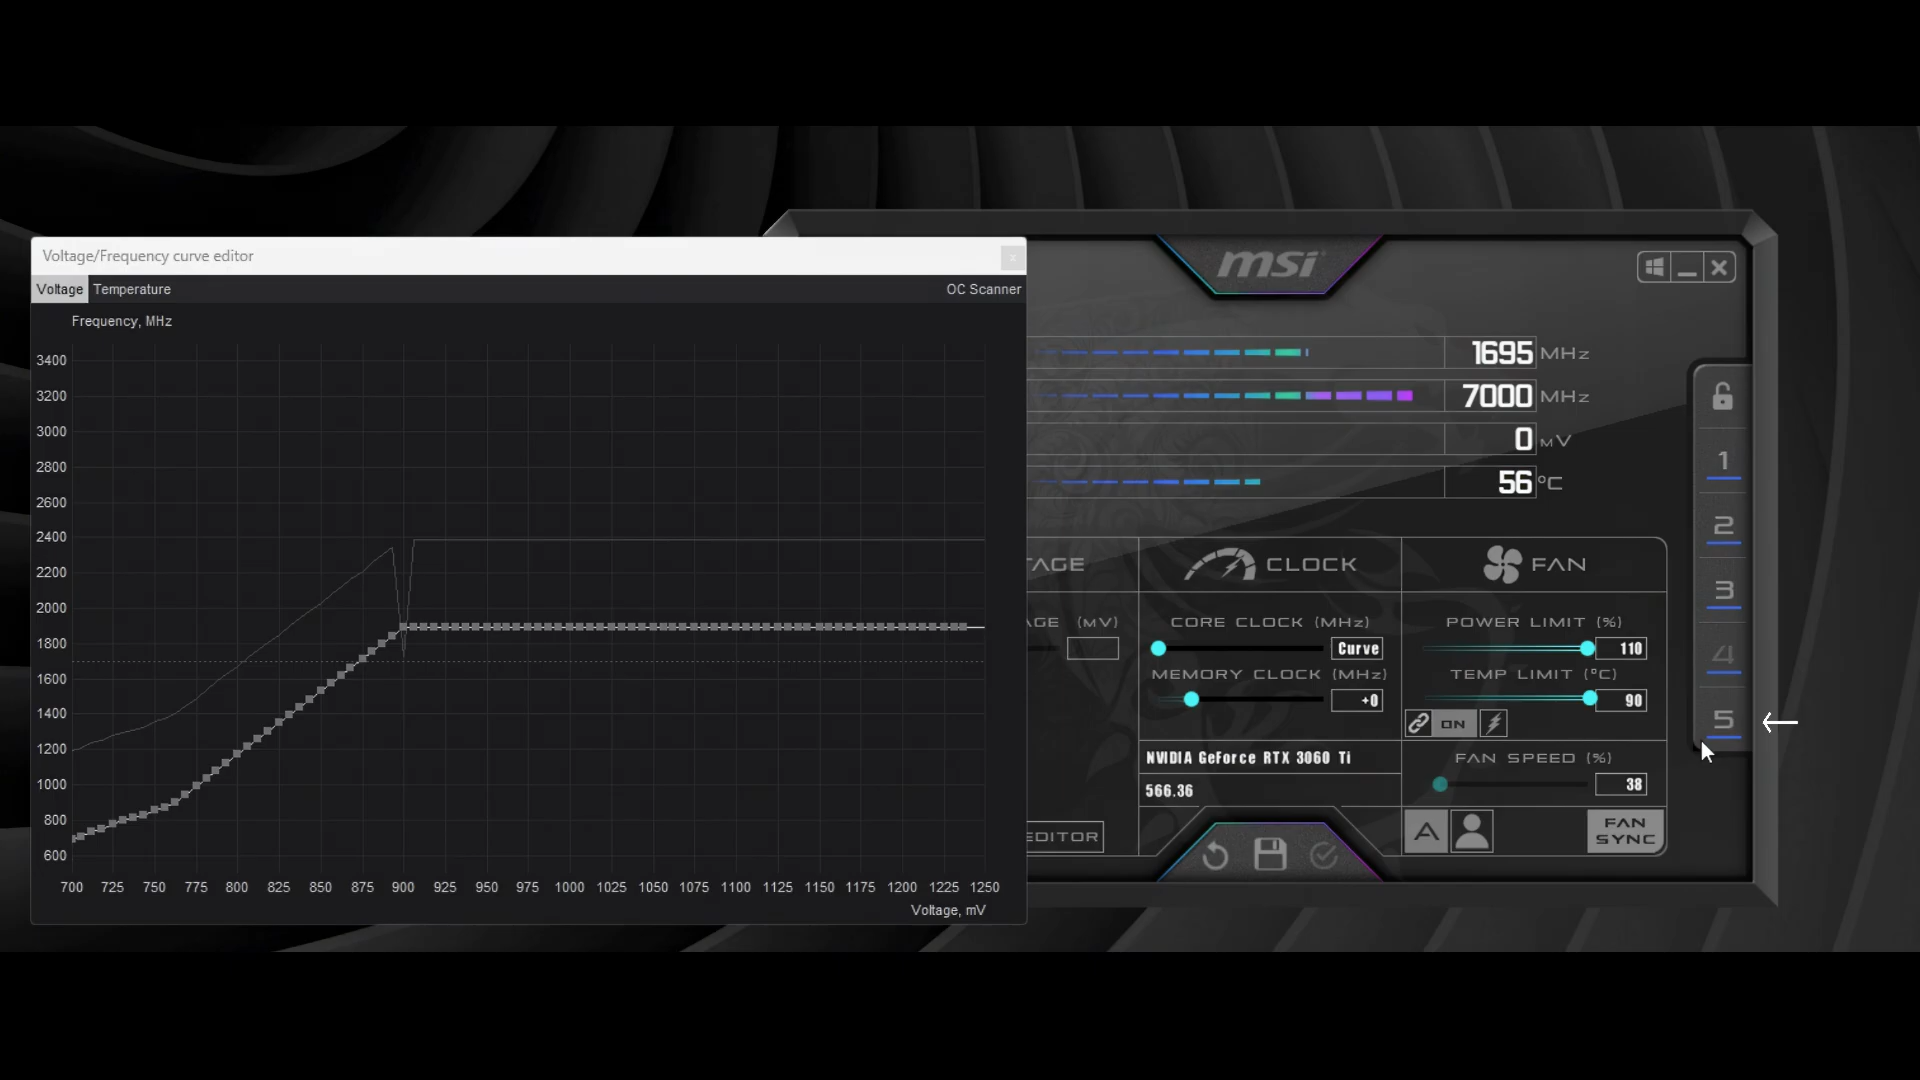 Voltage/Frequency curve editor
x
Voltage Temperature OC Scanner
Frequency, MHz
3400
3200
3000
2800
2600
2400
2200
2000
1800
1600
1400
1200
1000
800
600
700 725 750 775 800 825 850 875 900 925 950 975 1000 1025 1050 1075 1100 1125 1150 1175 1200 1225 1250
Voltage, mV
msi
1695 MHz
7000 MHz
0 mV
56 °C
TAGE
AGE (MV)
EDITOR
CLOCK
CORE CLOCK (MHz)
Curve
MEMORY CLOCK (MHz)
+0
NVIDIA GeForce RTX 3060 Ti
566.36
FAN
POWER LIMIT (%)
110
TEMP LIMIT (°C)
90
ON
FAN SPEED (%)
38
A
FAN
SYNC
1
2
3
4
5